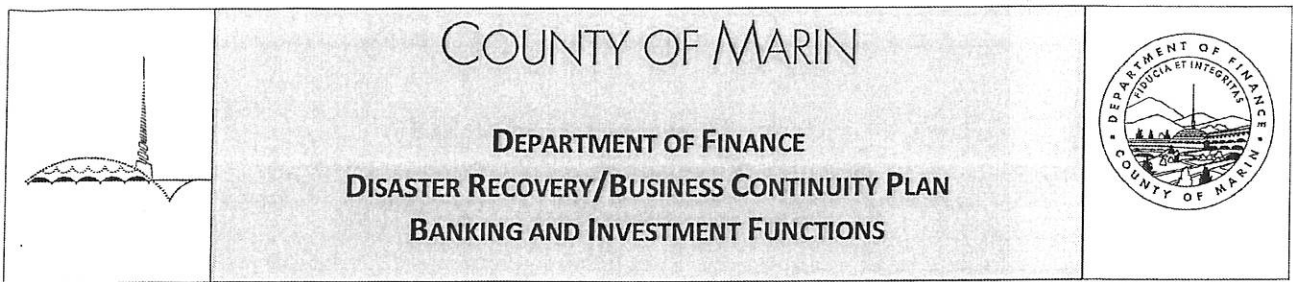 COUNTY OF MARIN
DEPARTMENT OF FINANCE
DISASTER RECOVERY/BUSINESS CONTINUITY PLAN
BANKING AND INVESTMENT FUNCTIONS
DEPARTMENT OF FINANCE
FIDUCIA ET INTEGRITAS
COUNTY OF MARIN